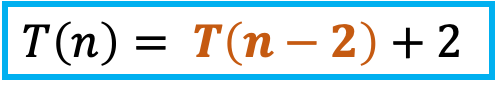 T(n) = T(n − 2) + 2